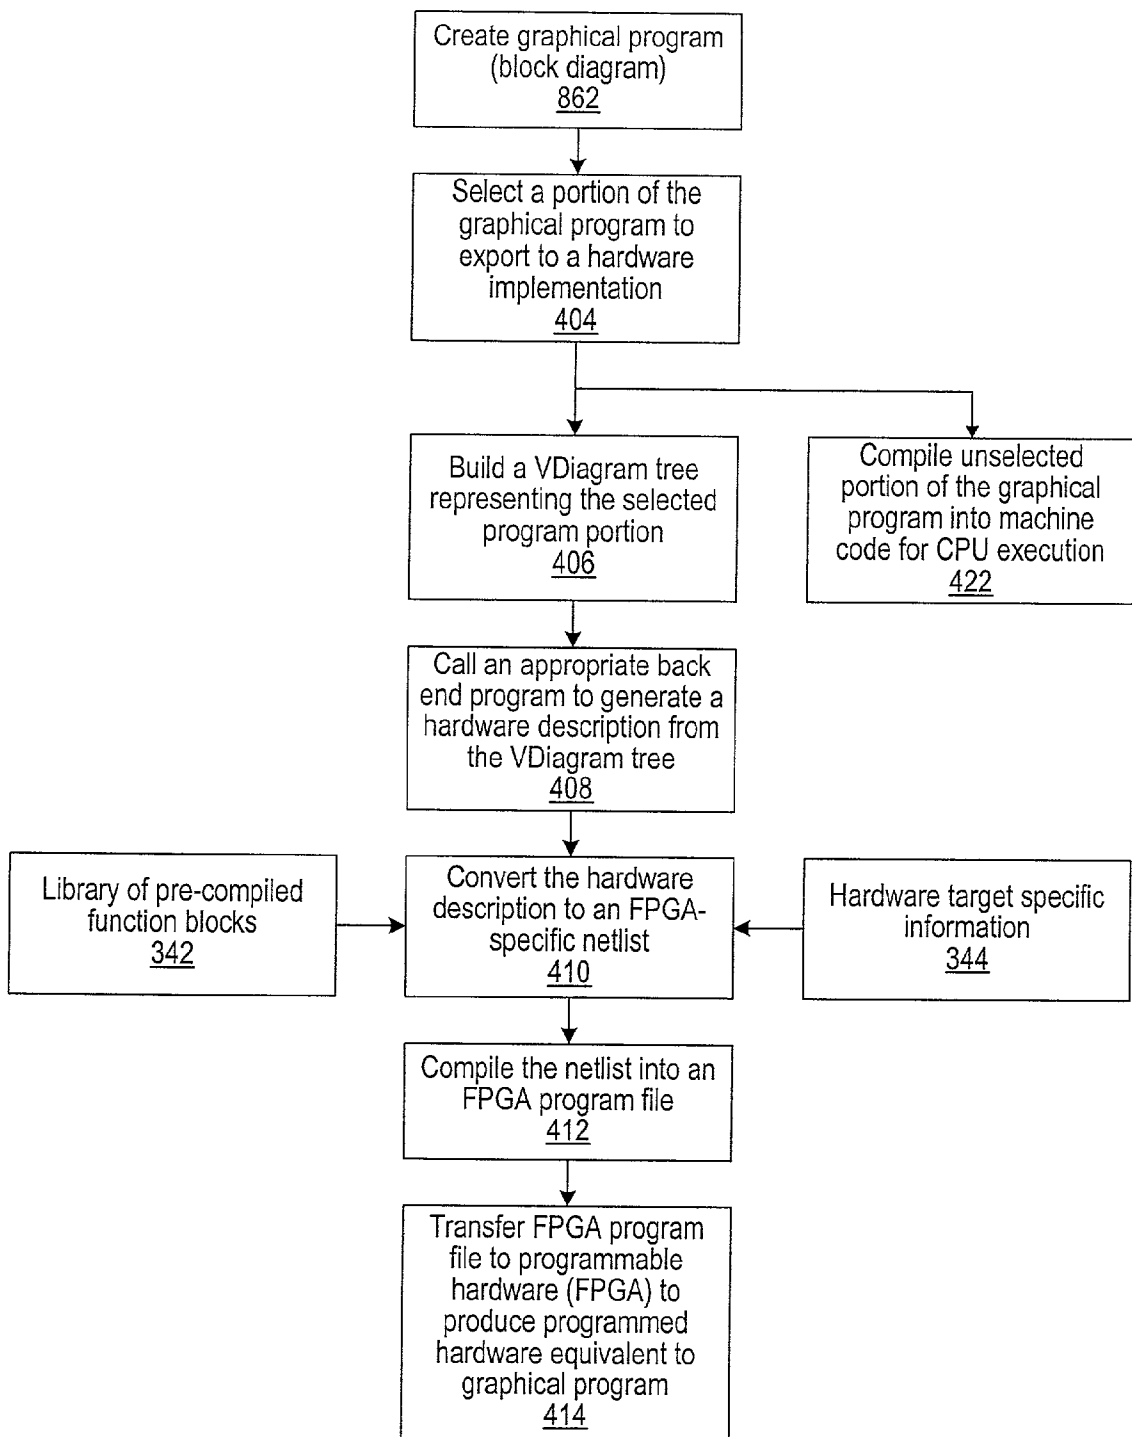 Create graphical program
(block diagram)
862
Select a portion of the
graphical program to
export to a hardware
implementation
404
Build a VDiagram tree
representing the selected
program portion
406
Compile unselected
portion of the graphical
program into machine
code for CPU execution
422
Call an appropriate back
end program to generate a
hardware description from
the VDiagram tree
408
Library of pre-compiled
function blocks
342
Convert the hardware
description to an FPGA-
specific netlist
410
Hardware target specific
information
344
Compile the netlist into an
FPGA program file
412
Transfer FPGA program
file to programmable
hardware (FPGA) to
produce programmed
hardware equivalent to
graphical program
414